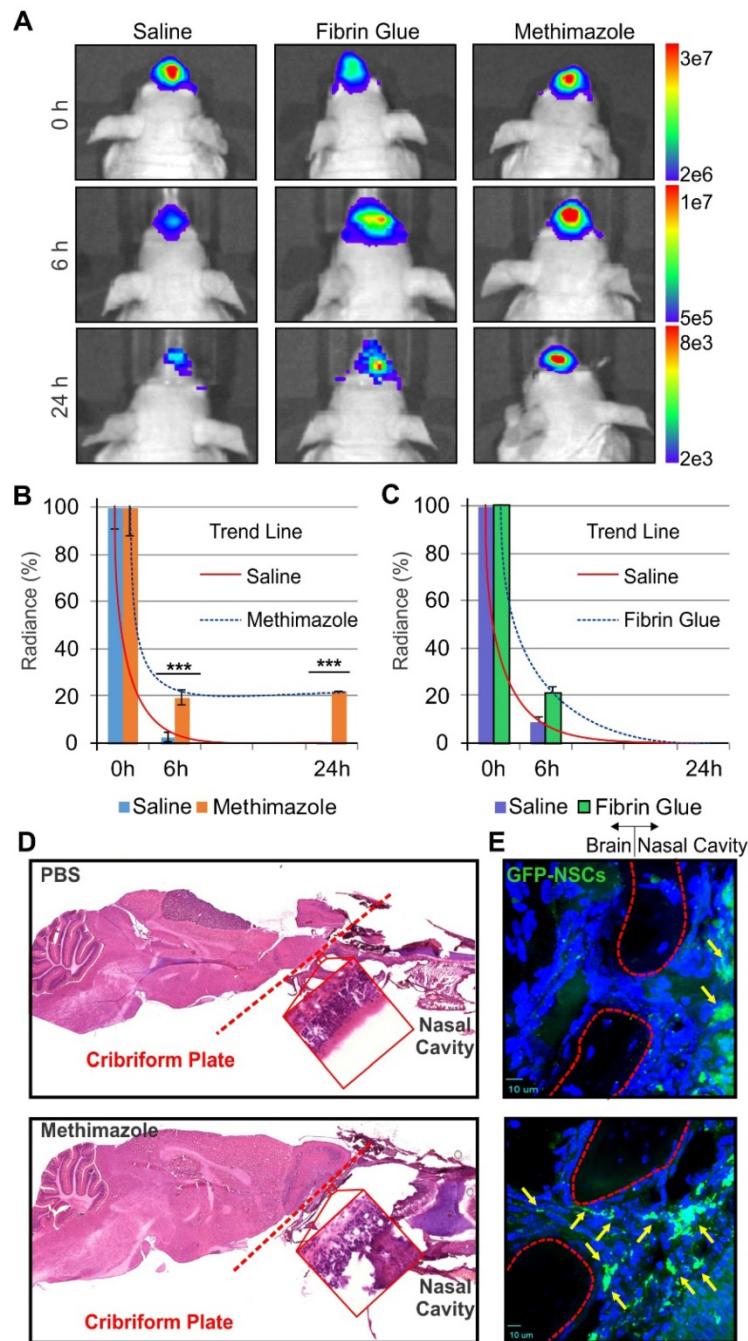 A
Saline Fibrin Glue Methimazole
0 h
3e7
2e6
6 h
1e7
5e5
24 h
8e3
2e3
B
Radiance (%)
100
80
60
40
20
0
Trend Line
Saline
Methimazole
*** ***
0h 6h 24h
Saline Methimazole
C
Radiance (%)
100
80
60
40
20
0
Trend Line
Saline
Fibrin Glue
0h 6h 24h
Saline Fibrin Glue
D
PBS
Cribriform Plate
Nasal
Cavity
Methimazole
Cribriform Plate
Nasal
Cavity
E
Brain Nasal Cavity
GFP-NSCs
10 um
10 um